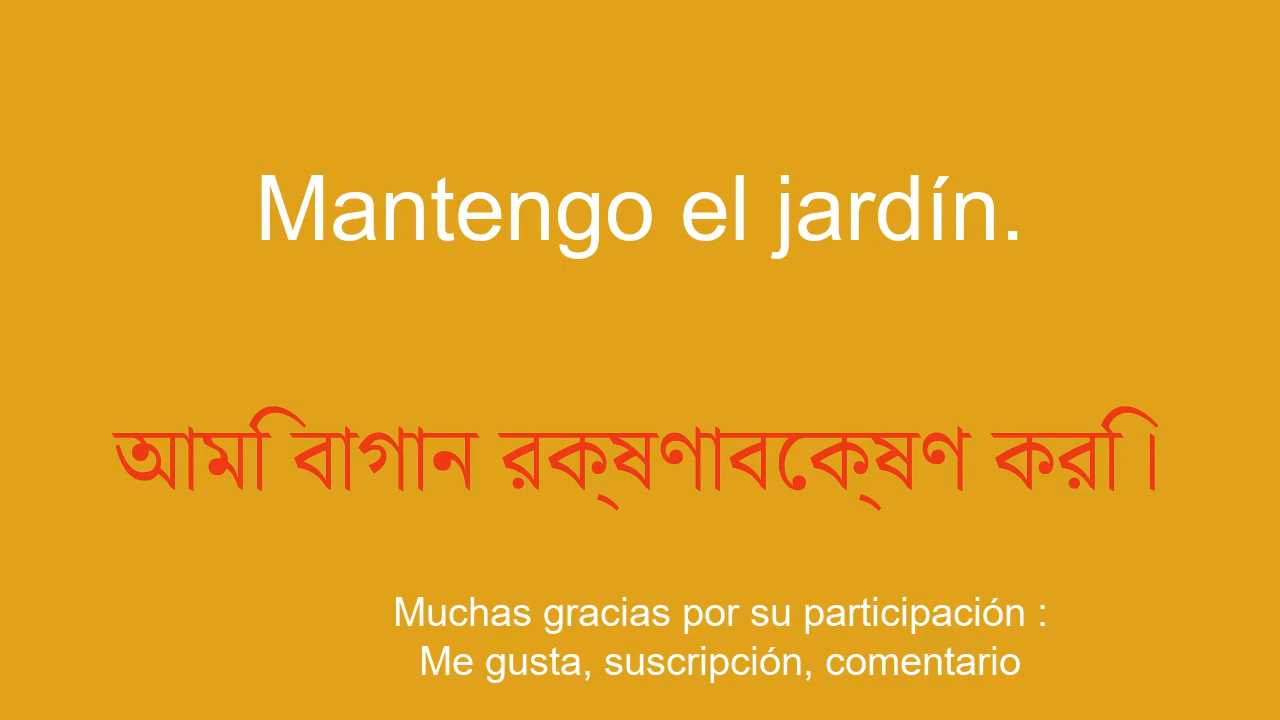 Mantengo el jardín.
আমি বাগান রক্ষণাবেক্ষণ করি।
Muchas gracias por su participación :
Me gusta, suscripción, comentario